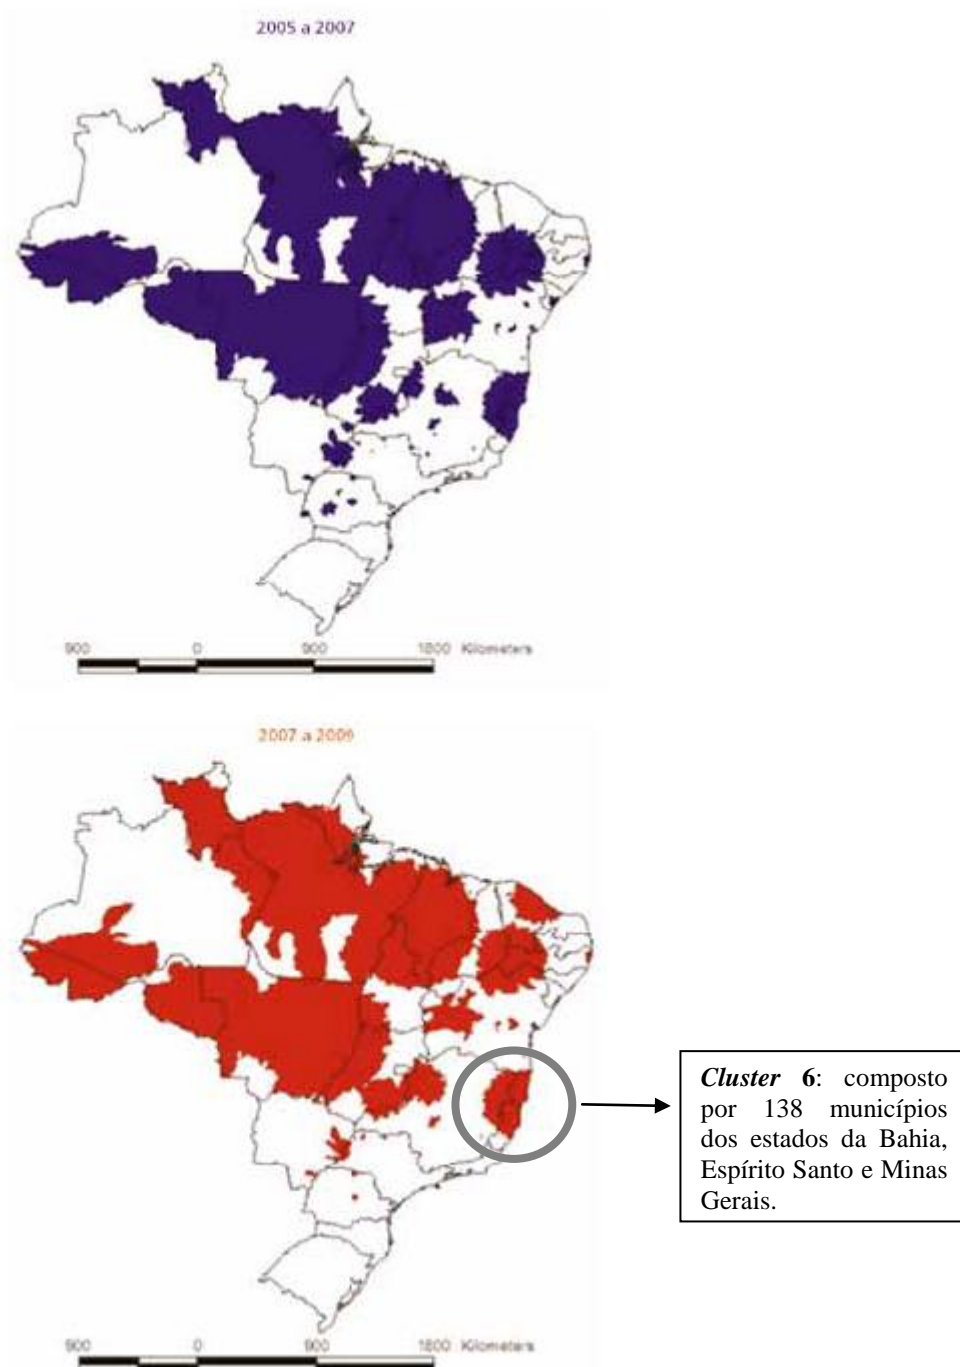 2005 a 2007
900 0 900 1800 Kilometers
2007 a 2009
Cluster 6: composto
por 138 municípios
dos estados da Bahia,
Espírito Santo e Minas
Gerais.
900 0 900 1800 Kilometers